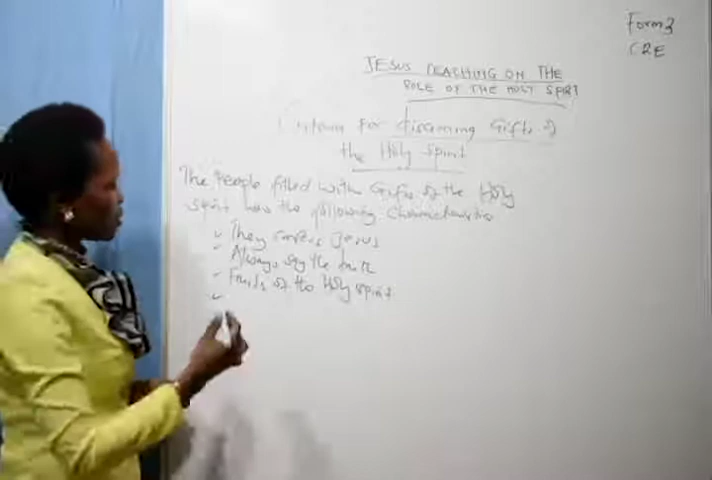 Form 3
CRE
JESUS TEACHING ON THE
ROLE OF THE HOLY SPIRIT
Criteria for discerning Gifts of
the Holy Spirit
The People filled with Gifts of the Holy
Spirit has the following Characteristics
They confess Jesus
Always say the truth
Fruits of the Holy Spirit